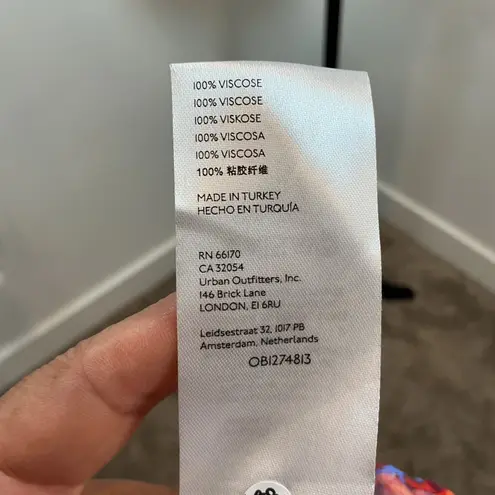 100% VISCOSE
100% VISCOSE
100% VISKOSE
100% VISCOSA
100% VISCOSA
100% 粘胶纤维
MADE IN TURKEY
HECHO EN TURQUÍA
RN 66170
CA 32054
Urban Outfitters, Inc.
146 Brick Lane
LONDON, E1 6RU
Leidsestraat 32, 1017 PB
Amsterdam, Netherlands
OB1274813